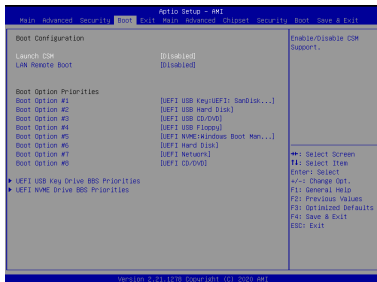 Aptio Setup - AMI
Main Advanced Security Boot Exit Main Advanced Chipset Security Boot Save & Exit
Boot Configuration
Launch CSM [Disabled]
LAN Remote Boot [Disabled]
Boot Option Priorities
Boot Option #1 [UEFI USB Key:UEFI: SanDisk...]
Boot Option #2 [UEFI USB Hard Disk]
Boot Option #3 [UEFI USB CD/DVD]
Boot Option #4 [UEFI USB Floppy]
Boot Option #5 [UEFI NVME:Windows Boot Man...]
Boot Option #6 [UEFI Hard Disk]
Boot Option #7 [UEFI Network]
Boot Option #8 [UEFI CD/DVD]
UEFI USB Key Drive BBS Priorities
UEFI NVME Drive BBS Priorities
Enable/Disable CSM
Support.
→←: Select Screen
↑↓: Select Item
Enter: Select
+/-: Change Opt.
F1: General Help
F2: Previous Values
F3: Optimized Defaults
F4: Save & Exit
ESC: Exit
Version 2.21.1278 Copyright (C) 2020 AMI